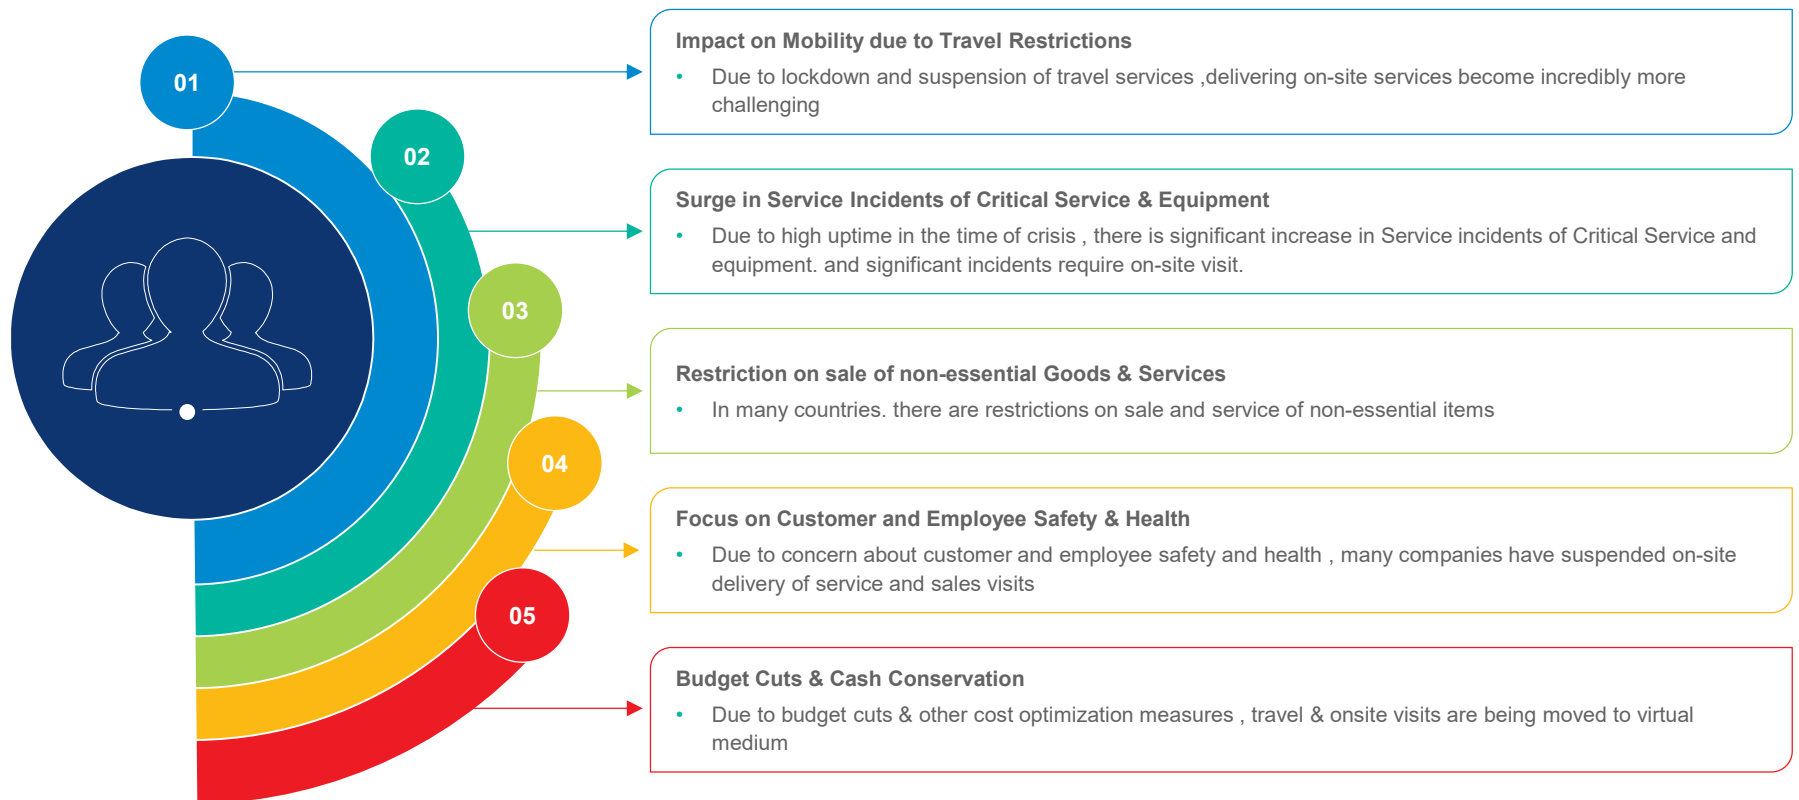 01
Impact on Mobility due to Travel Restrictions
• Due to lockdown and suspension of travel services ,delivering on-site services become incredibly more
challenging
02
Surge in Service Incidents of Critical Service & Equipment
• Due to high uptime in the time of crisis , there is significant increase in Service incidents of Critical Service and
equipment. and significant incidents require on-site visit.
03
Restriction on sale of non-essential Goods & Services
• In many countries. there are restrictions on sale and service of non-essential items
04
Focus on Customer and Employee Safety & Health
• Due to concern about customer and employee safety and health , many companies have suspended on-site
delivery of service and sales visits
05
Budget Cuts & Cash Conservation
• Due to budget cuts & other cost optimization measures , travel & onsite visits are being moved to virtual
medium